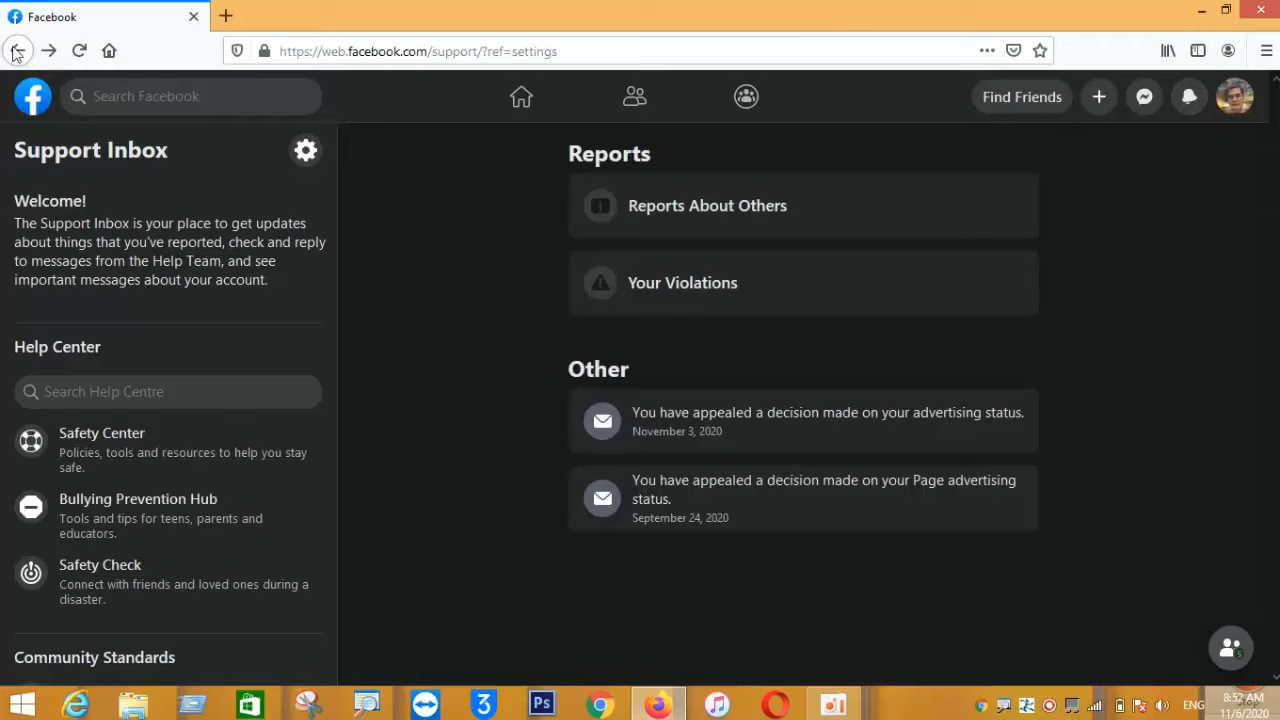 Facebook
https://web.facebook.com/support/?ref=settings
Search Facebook
Find Friends
Support Inbox
Welcome!
The Support Inbox is your place to get updates
about things that you've reported, check and reply
to messages from the Help Team, and see
important messages about your account.
Help Center
Search Help Centre
Safety Center
Policies, tools and resources to help you stay
safe.
Bullying Prevention Hub
Tools and tips for teens, parents and
educators.
Safety Check
Connect with friends and loved ones during a
disaster.
Community Standards
Reports
Reports About Others
Your Violations
Other
You have appealed a decision made on your advertising status.
November 3, 2020
You have appealed a decision made on your Page advertising
status.
September 24, 2020
3
Ps
ENG
8:52 AM
11/6/2020